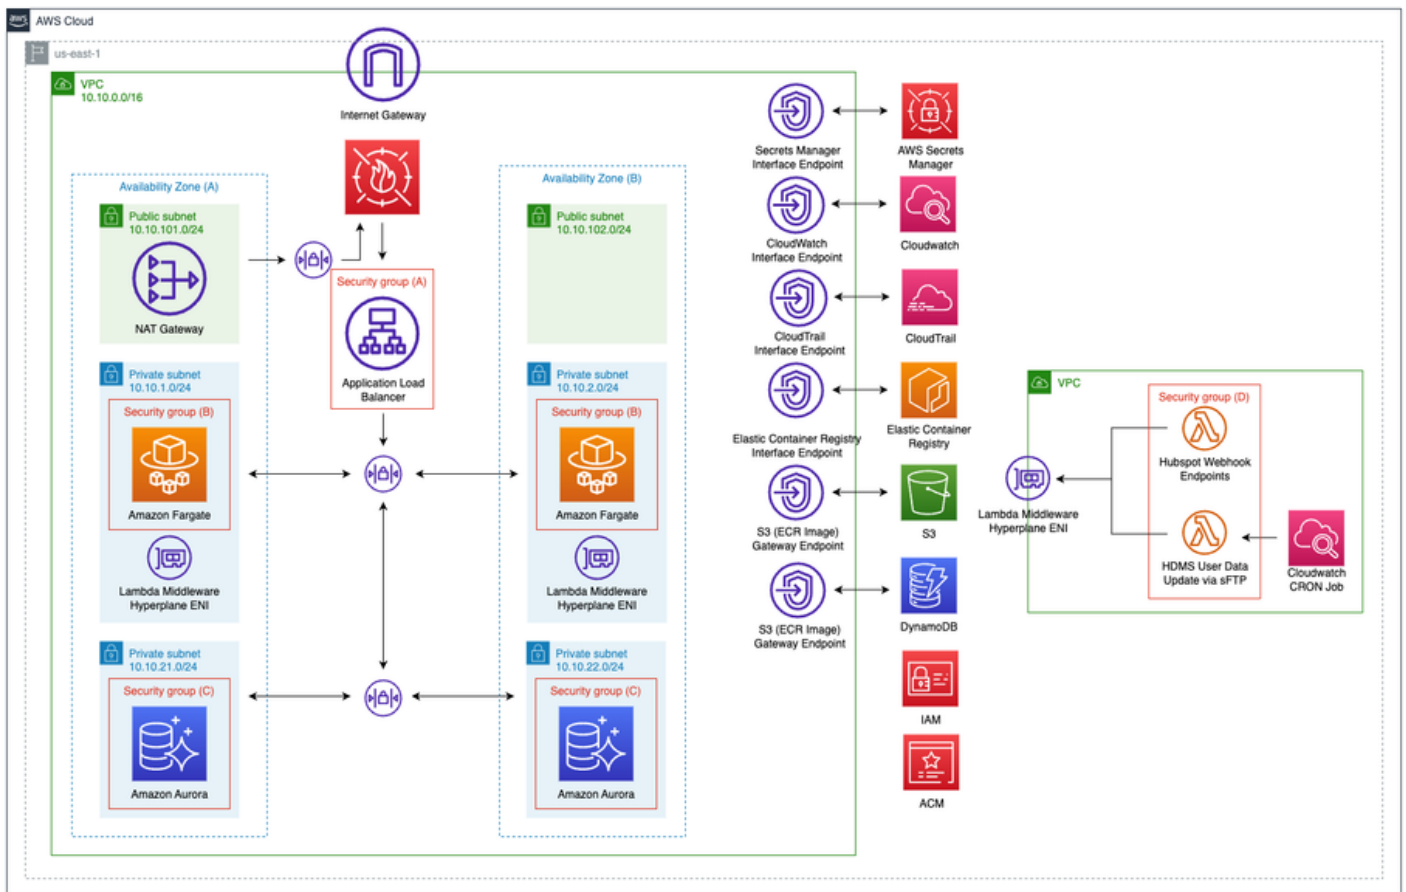 aws
AWS Cloud
us-east-1
VPC
10.10.0.0/16
Internet Gateway
Availability Zone (A)
Public subnet
10.10.101.0/24
NAT Gateway
Private subnet
10.10.1.0/24
Security group (B)
Amazon Fargate
Lambda Middleware
Hyperplane ENI
Private subnet
10.10.21.0/24
Security group (C)
Amazon Aurora
Security group (A)
Application Load
Balancer
Availability Zone (B)
Public subnet
10.10.102.0/24
Private subnet
10.10.2.0/24
Security group (B)
Amazon Fargate
Lambda Middleware
Hyperplane ENI
Private subnet
10.10.22.0/24
Security group (C)
Amazon Aurora
Secrets Manager
Interface Endpoint
AWS Secrets
Manager
CloudWatch
Interface Endpoint
Cloudwatch
CloudTrail
Interface Endpoint
CloudTrail
Elastic Container Registry
Interface Endpoint
Elastic Container
Registry
S3 (ECR Image)
Gateway Endpoint
S3
S3 (ECR Image)
Gateway Endpoint
DynamoDB
IAM
ACM
VPC
Security group (D)
Hubspot Webhook
Endpoints
Lambda Middleware
Hyperplane ENI
HDMS User Data
Update via sFTP
Cloudwatch
CRON Job